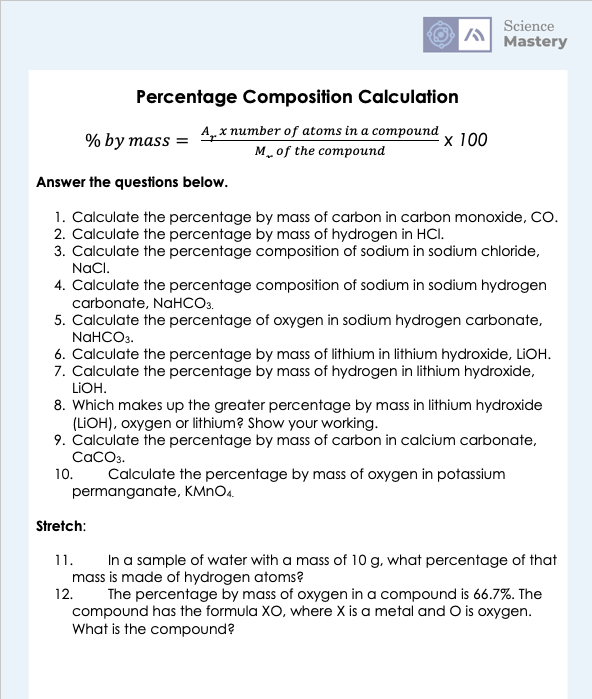 Science
Mastery
Percentage Composition Calculation
% by mass = A_r x number of atoms in a compound / M_r of the compound x 100
Answer the questions below.
1. Calculate the percentage by mass of carbon in carbon monoxide, CO.
2. Calculate the percentage by mass of hydrogen in HCl.
3. Calculate the percentage composition of sodium in sodium chloride,
NaCl.
4. Calculate the percentage composition of sodium in sodium hydrogen
carbonate, NaHCO₃.
5. Calculate the percentage of oxygen in sodium hydrogen carbonate,
NaHCO₃.
6. Calculate the percentage by mass of lithium in lithium hydroxide, LiOH.
7. Calculate the percentage by mass of hydrogen in lithium hydroxide,
LiOH.
8. Which makes up the greater percentage by mass in lithium hydroxide
(LiOH), oxygen or lithium? Show your working.
9. Calculate the percentage by mass of carbon in calcium carbonate,
CaCO₃.
10. Calculate the percentage by mass of oxygen in potassium
permanganate, KMnO₄.
Stretch:
11. In a sample of water with a mass of 10 g, what percentage of that
mass is made of hydrogen atoms?
12. The percentage by mass of oxygen in a compound is 66.7%. The
compound has the formula XO, where X is a metal and O is oxygen.
What is the compound?